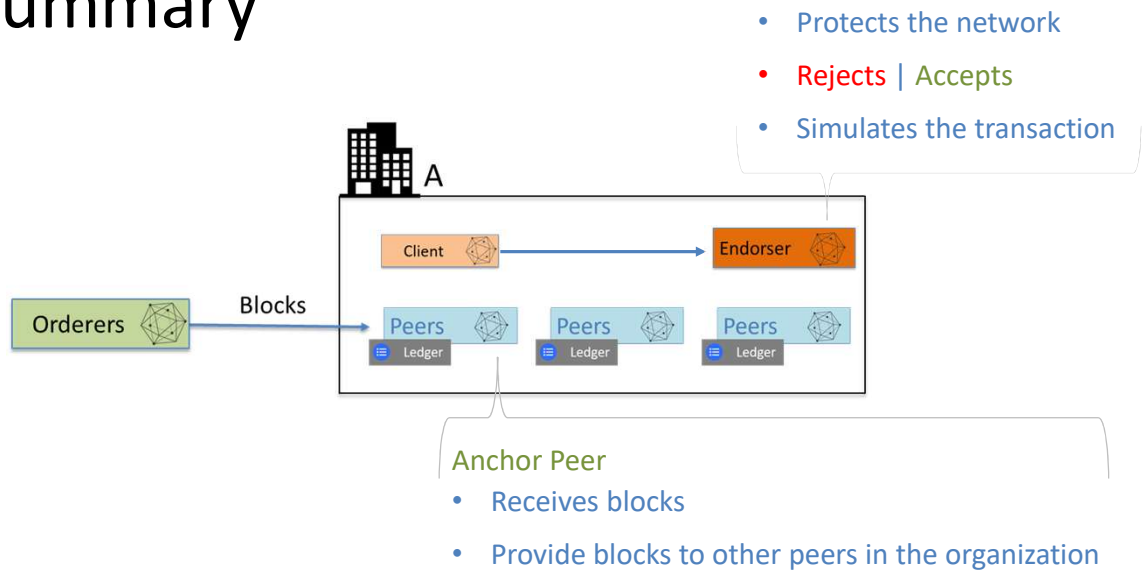 ummary
• Protects the network
• Rejects | Accepts
• Simulates the transaction
A
Client
Endorser
Orderers
Blocks
Peers
Peers
Peers
Ledger
Ledger
Ledger
Anchor Peer
• Receives blocks
• Provide blocks to other peers in the organization